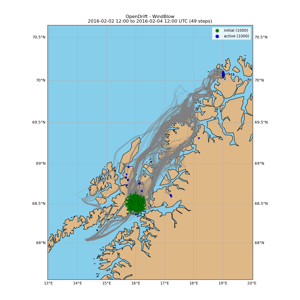 OpenDrift - WindBlow
2016-02-02 12:00 to 2016-02-04 12:00 UTC (49 steps)
initial (1000)
active (1000)
70.5°N
70.5°N
70°N
70°N
69.5°N
69.5°N
69°N
69°N
68.5°N
68.5°N
68°N
68°N
13°E
14°E
15°E
16°E
17°E
18°E
19°E
20°E